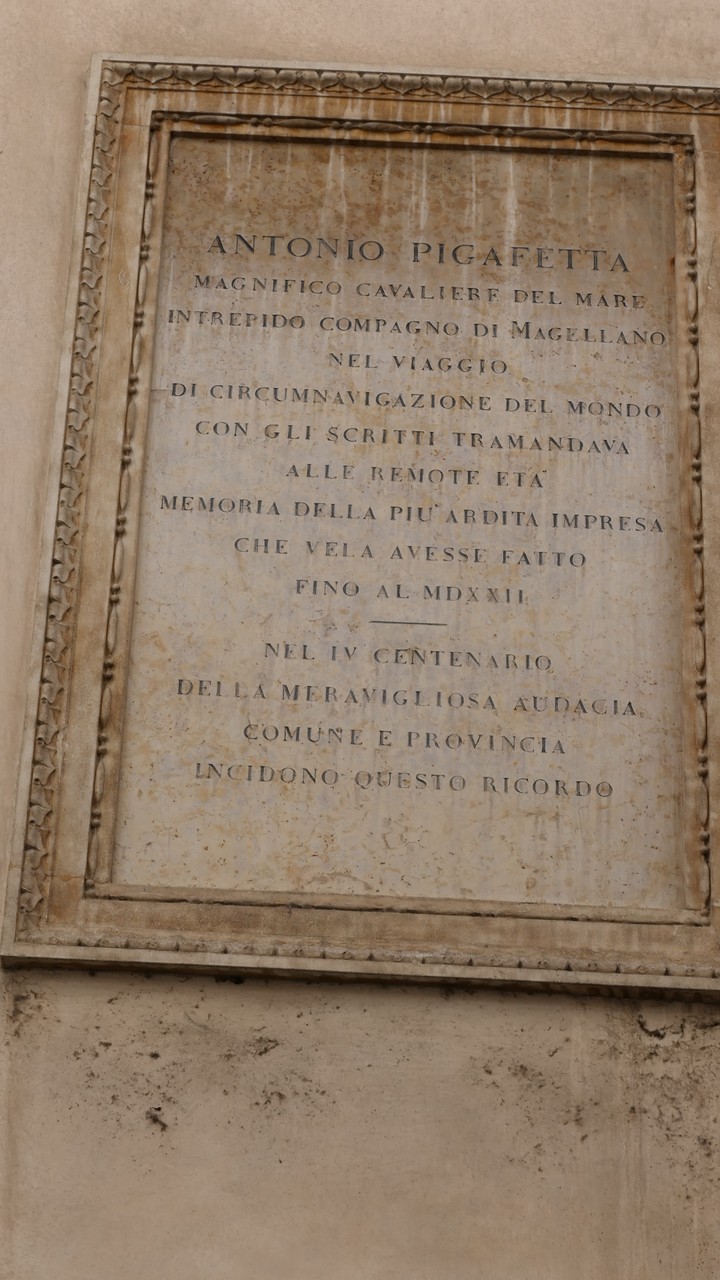 ANTONIO PIGAFETTA
MAGNIFICO CAVALIERE DEL MARE
INTREPIDO COMPAGNO DI MAGELLANO
NEL VIAGGIO
DI CIRCUMNAVIGAZIONE DEL MONDO
CON GLI SCRITTI TRAMANDAVA
ALLE REMOTE ETA'
MEMORIA DELLA PIU' ARDITA IMPRESA
CHE VELA AVESSE FATTO
FINO AL MDXXII
NEL IV CENTENARIO
DELLA MERAVIGLIOSA AUDACIA
COMUNE E PROVINCIA
INCIDONO QUESTO RICORDO